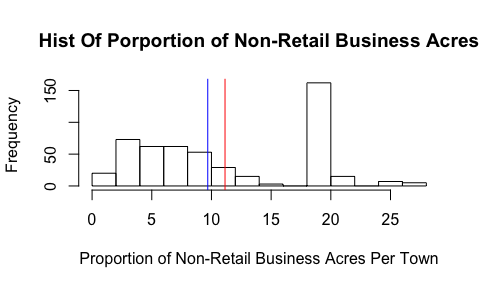 Hist Of Porportion of Non-Retail Business Acres
Frequency
150
50
0
0 5 10 15 20 25
Proportion of Non-Retail Business Acres Per Town